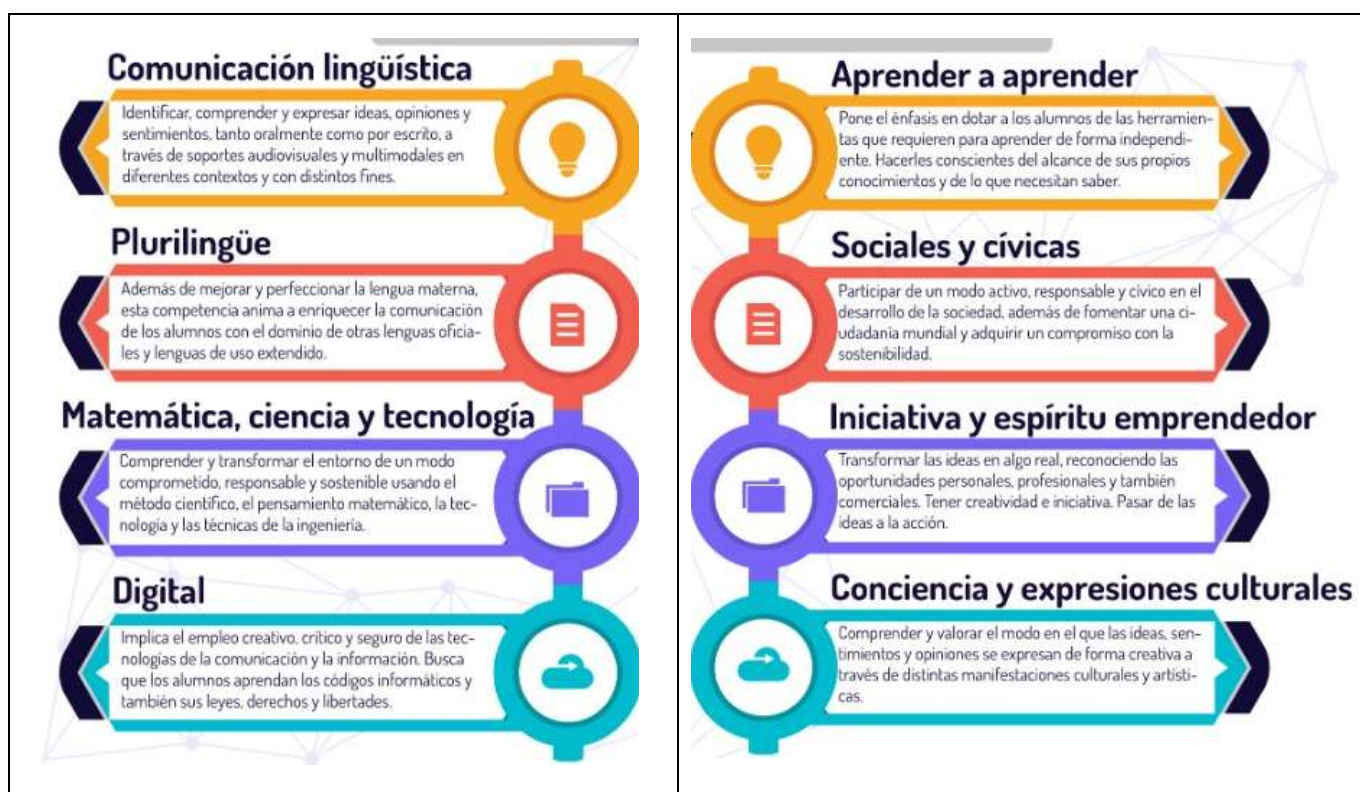 Comunicación lingüística
Identificar, comprender y expresar ideas, opiniones y
sentimientos, tanto oralmente como por escrito, a
través de soportes audiovisuales y multimodales en
diferentes contextos y con distintos fines.
Plurilingüe
Además de mejorar y perfeccionar la lengua materna,
esta competencia anima a enriquecer la comunicación
de los alumnos con el dominio de otras lenguas oficia-
les y lenguas de uso extendido.
Matemática, ciencia y tecnología
Comprender y transformar el entorno de un modo
comprometido, responsable y sostenible usando el
método científico, el pensamiento matemático, la tec-
nología y las técnicas de la ingeniería.
Digital
Implica el empleo creativo, crítico y seguro de las tec-
nologías de la comunicación y la información. Busca
que los alumnos aprendan los códigos informáticos y
también sus leyes, derechos y libertades.
Aprender a aprender
Pone el énfasis en dotar a los alumnos de las herramien-
tas que requieren para aprender de forma independi-
ente. Hacerles conscientes del alcance de sus propios
conocimientos y de lo que necesitan saber.
Sociales y cívicas
Participar de un modo activo, responsable y cívico en el
desarrollo de la sociedad, además de fomentar una ci-
udadanía mundial y adquirir un compromiso con la
sostenibilidad.
Iniciativa y espíritu emprendedor
Transformar las ideas en algo real, reconociendo las
oportunidades personales, profesionales y también
comerciales. Tener creatividad e iniciativa. Pasar de las
ideas a la acción.
Conciencia y expresiones culturales
Comprender y valorar el modo en el que las ideas, sen-
timientos y opiniones se expresan de forma creativa a
través de distintas manifestaciones culturales y artísti-
cas.